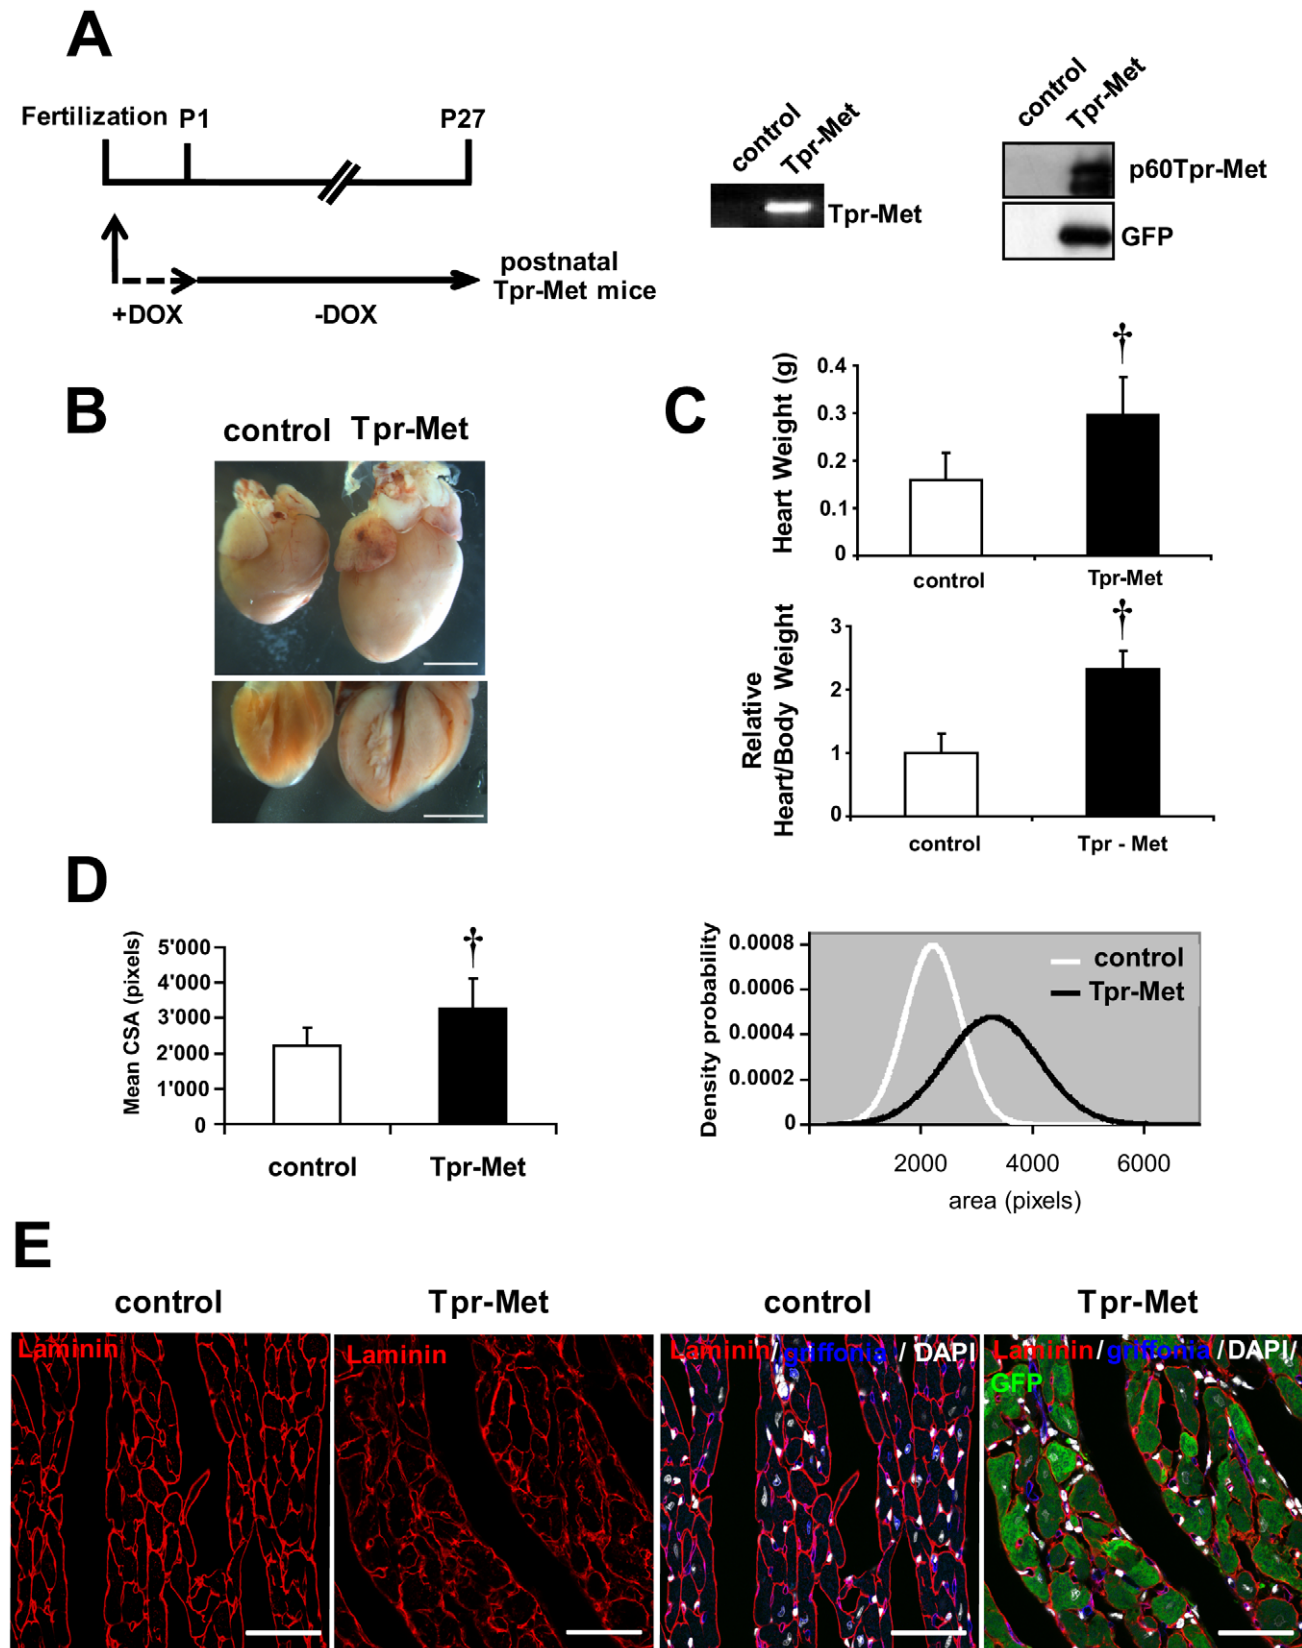 A
Fertilization P1 P27
+DOX -DOX
postnatal
Tpr-Met mice
control Tpr-Met
Tpr-Met
control Tpr-Met
p60Tpr-Met
GFP
B
control Tpr-Met
C
Heart Weight (g)
0.4
0.3
0.2
0.1
0
†
control Tpr-Met
Relative
Heart/Body Weight
3
2
1
0
†
control Tpr - Met
D
Mean CSA (pixels)
5'000
4'000
3'000
2'000
1'000
0
†
control Tpr-Met
Density probability
0.0008
0.0006
0.0004
0.0002
0
control
Tpr-Met
2000 4000 6000
area (pixels)
E
control Tpr-Met control Tpr-Met
Laminin
Laminin
Laminin/griffonia /DAPI
Laminin/griffonia/DAPI/
GFP